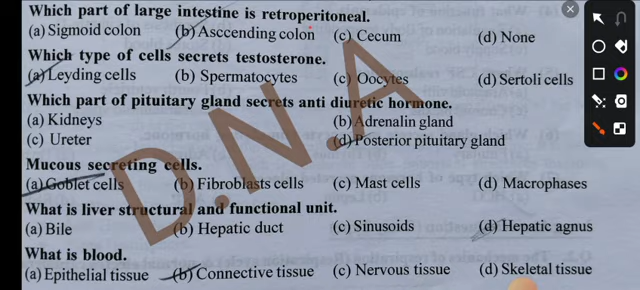 Which part of large intestine is retroperitoneal.
(a) Sigmoid colon (b) Asccending colon (c) Cecum (d) None
Which type of cells secrets testosterone.
(a) Leyding cells (b) Spermatocytes (c) Oocytes (d) Sertoli cells
Which part of pituitary gland secrets anti diuretic hormone.
(a) Kidneys (b) Adrenalin gland
(c) Ureter (d) Posterior pituitary gland
Mucous secreting cells.
(a) Goblet cells (b) Fibroblasts cells (c) Mast cells (d) Macrophases
What is liver structural and functional unit.
(a) Bile (b) Hepatic duct (c) Sinusoids (d) Hepatic agnus
What is blood.
(a) Epithelial tissue (b) Connective tissue (c) Nervous tissue (d) Skeletal tissue
D.N.A